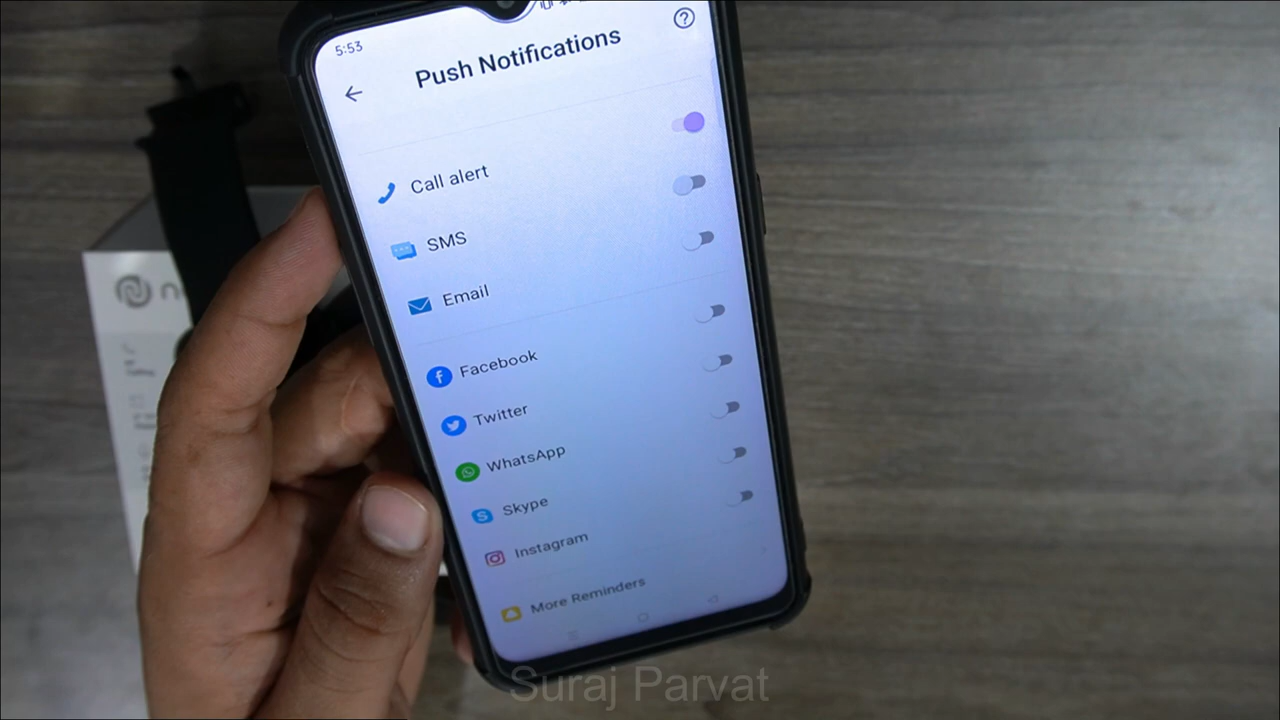 5:53
Push Notifications
Call alert
SMS
Email
Facebook
Twitter
WhatsApp
Skype
Instagram
More Reminders
Suraj Parvat